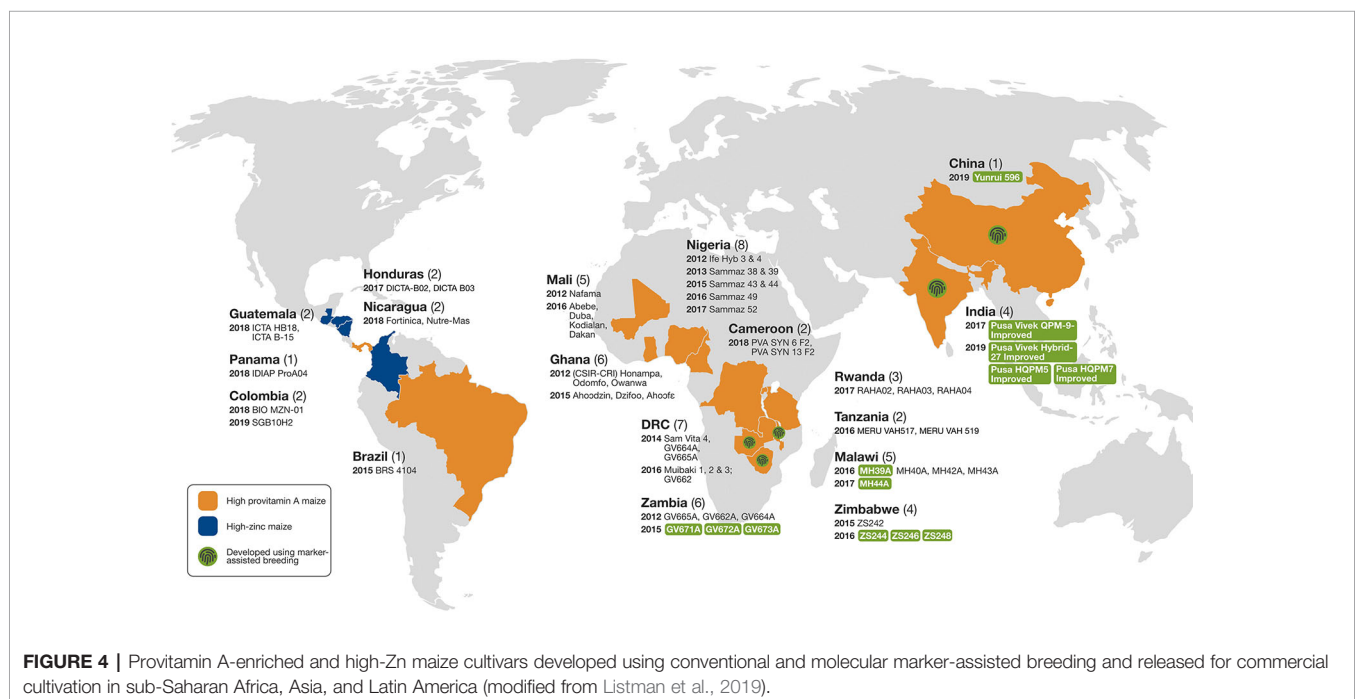 China (1)
2019 Yunrui 596
Nigeria (8)
2012 Ife Hyb 3 & 4
2013 Sammaz 38 & 39
2015 Sammaz 43 & 44
2016 Sammaz 49
2017 Sammaz 52
Honduras (2)
2017 DICTA-B02, DICTA B03
Mali (5)
2012 Nafama
2016 Abebe,
Duba,
Kodialan,
Dakan
Guatemala (2)
2018 ICTA HB18,
ICTA B-15
Nicaragua (2)
2018 Fortinica, Nutre-Mas
India (4)
2017 Pusa Vivek QPM-9-
Improved
2019 Pusa Vivek Hybrid-
27 Improved
Pusa HQPM5
Improved
Pusa HQPM7
Improved
Cameroon (2)
2018 PVA SYN 6 F2,
PVA SYN 13 F2
Panama (1)
2018 IDIAP ProA04
Ghana (6)
2012 (CSIR-CRI) Honampa,
Odomfo, Owanwa
2015 Ahoɔdzin, Dzifoo, Ahoofɛ
Rwanda (3)
2017 RAHA02, RAHA03, RAHA04
Colombia (2)
2018 BIO MZN-01
2019 SGB10H2
Tanzania (2)
2016 MERU VAH517, MERU VAH 519
DRC (7)
2014 Sam Vita 4,
GV664A,
GV665A
2016 Muibaki 1, 2 & 3;
GV662
Brazil (1)
2015 BRS 4104
Malawi (5)
2016 MH39A MH40A, MH42A, MH43A
2017 MH44A
Zambia (6)
2012 GV665A, GV662A, GV664A
2015 GV671A GV672A GV673A
Zimbabwe (4)
2015 ZS242
2016 ZS244 ZS246 ZS248
High provitamin A maize
High-zinc maize
Developed using marker-
assisted breeding
FIGURE 4 | Provitamin A-enriched and high-Zn maize cultivars developed using conventional and molecular marker-assisted breeding and released for commercial
cultivation in sub-Saharan Africa, Asia, and Latin America (modified from Listman et al., 2019).